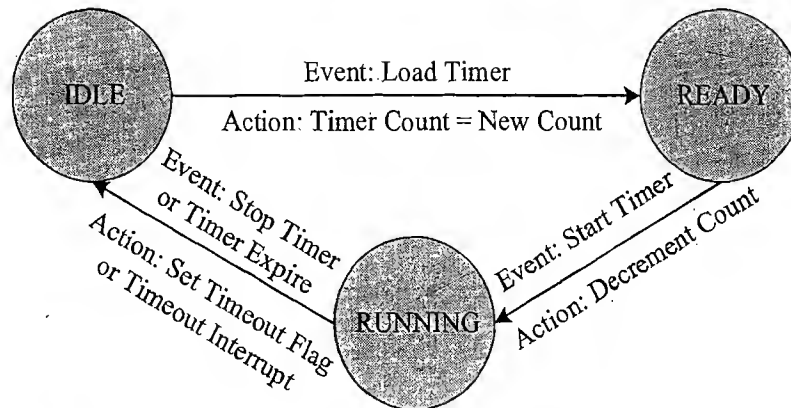 IDLE
Event: Load Timer
READY
Action: Timer Count = New Count
Event: Stop Timer
or Timer Expire
Action: Set Timeout Flag
or Timeout Interrupt
Event: Start Timer
Action: Decrement Count
RUNNING